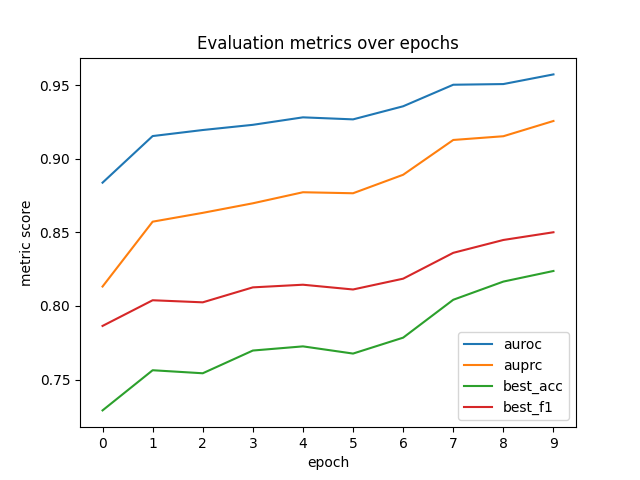 Evaluation metrics over epochs
metric score
0.95
0.90
0.85
0.80
0.75
auroc
auprc
best_acc
best_f1
0 1 2 3 4 5 6 7 8 9
epoch